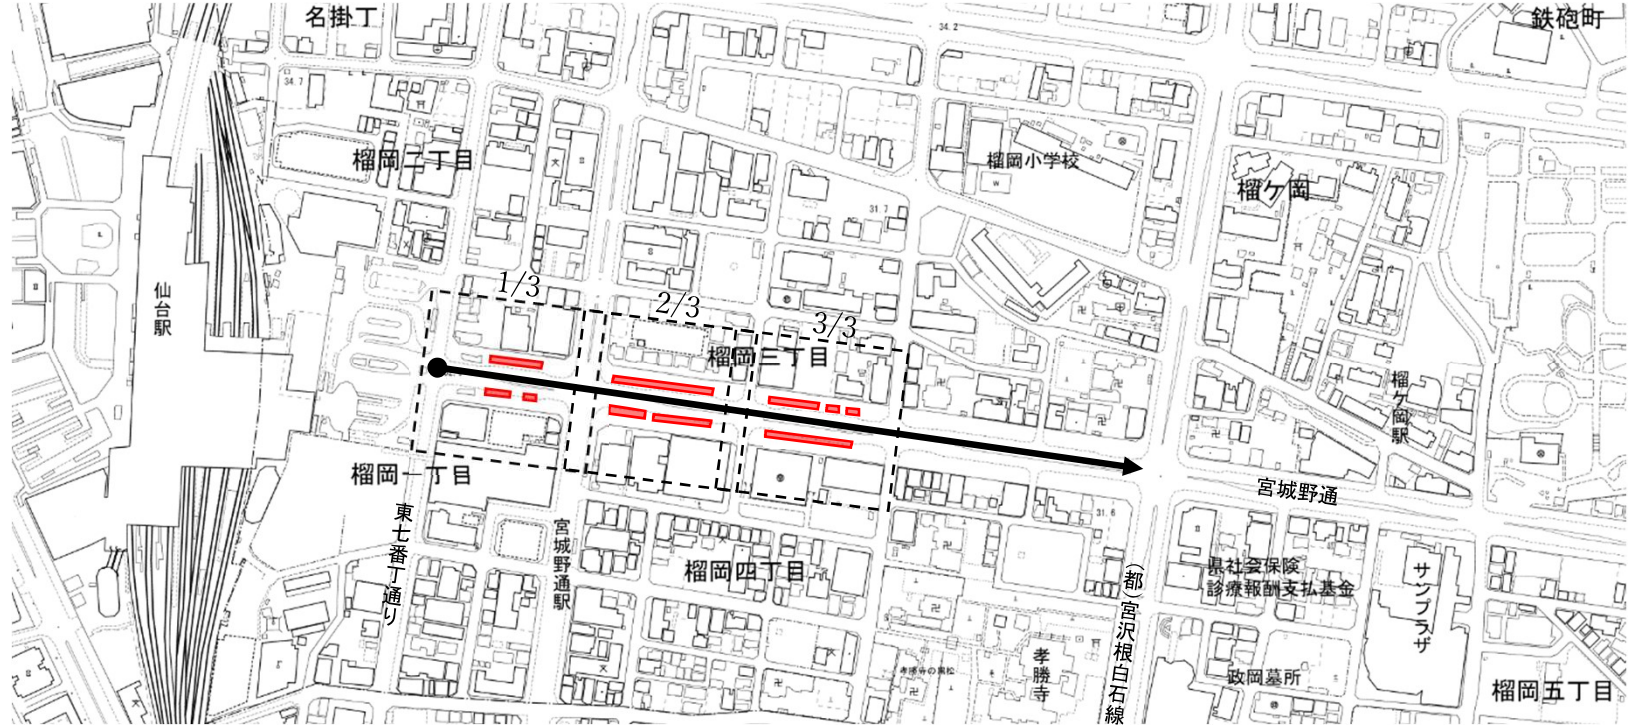 名掛丁
鉄砲町
34.2
34.7
榴岡二丁目
榴岡小学校
榴ケ岡
31.7
仙台駅
1/3
2/3
3/3
榴岡三丁目
榴ケ岡駅
榴岡一丁目
宮城野通
東七番丁通り
宮城野通駅
31.6
榴岡四丁目
(都)宮沢根白石線
県社会保険
診療報酬支払基金
サンプラザ
孝勝寺
政岡墓所
榴岡五丁目